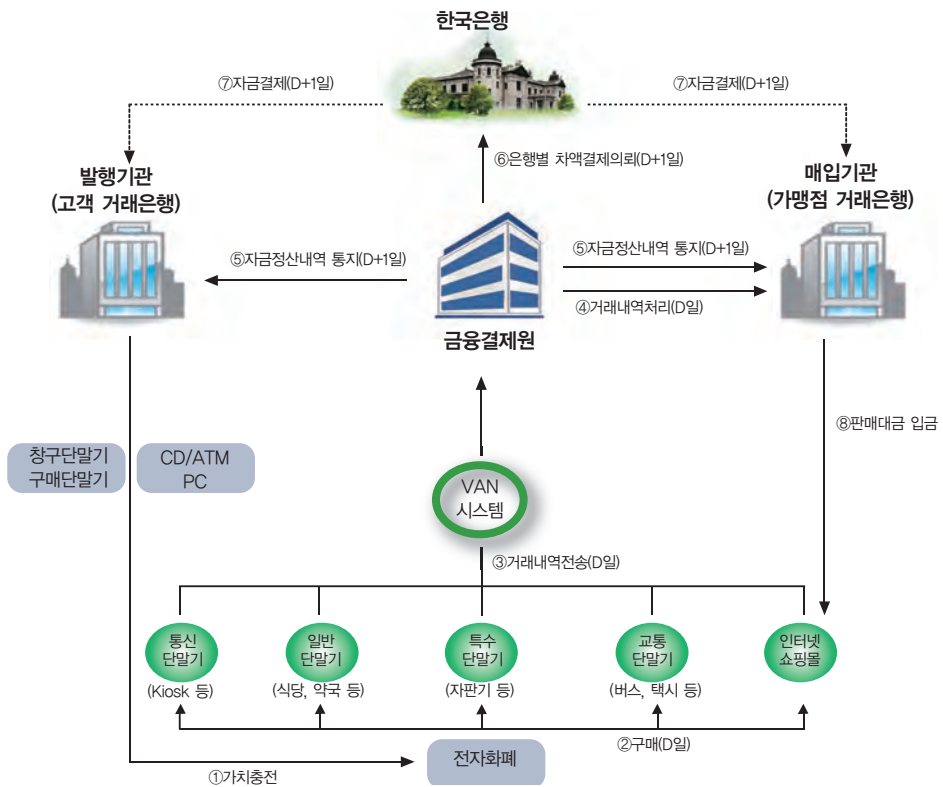 한국은행
⑦자금결제(D+1일)
⑦자금결제(D+1일)
⑥은행별 차액결제의뢰(D+1일)
발행기관
(고객 거래은행)
매입기관
(가맹점 거래은행)
⑤자금정산내역 통지(D+1일)
⑤자금정산내역 통지(D+1일)
④거래내역처리(D일)
금융결제원
⑧판매대금 입금
창구단말기
구매단말기
CD/ATM
PC
VAN
시스템
③거래내역전송(D일)
통신
단말기
(Kiosk 등)
일반
단말기
(식당, 약국 등)
특수
단말기
(자판기 등)
교통
단말기
(버스, 택시 등)
인터넷
쇼핑몰
②구매(D일)
전자화폐
①가치충전